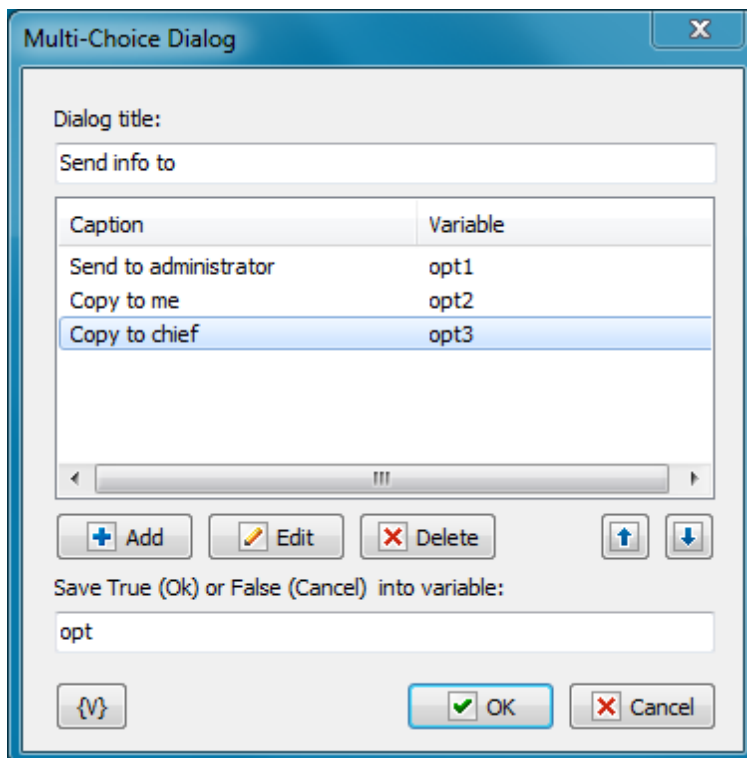 Multi-Choice Dialog
Dialog title:
Send info to
Caption Variable
Send to administrator opt1
Copy to me opt2
Copy to chief opt3
Add Edit Delete
Save True (Ok) or False (Cancel) into variable:
opt
{V} OK Cancel